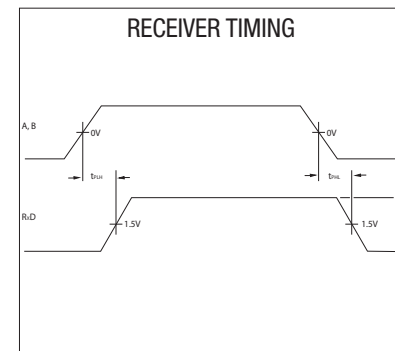 RECEIVER TIMING
A, B
0V
0V
tPLH
tPHL
RxD
1.5V
1.5V